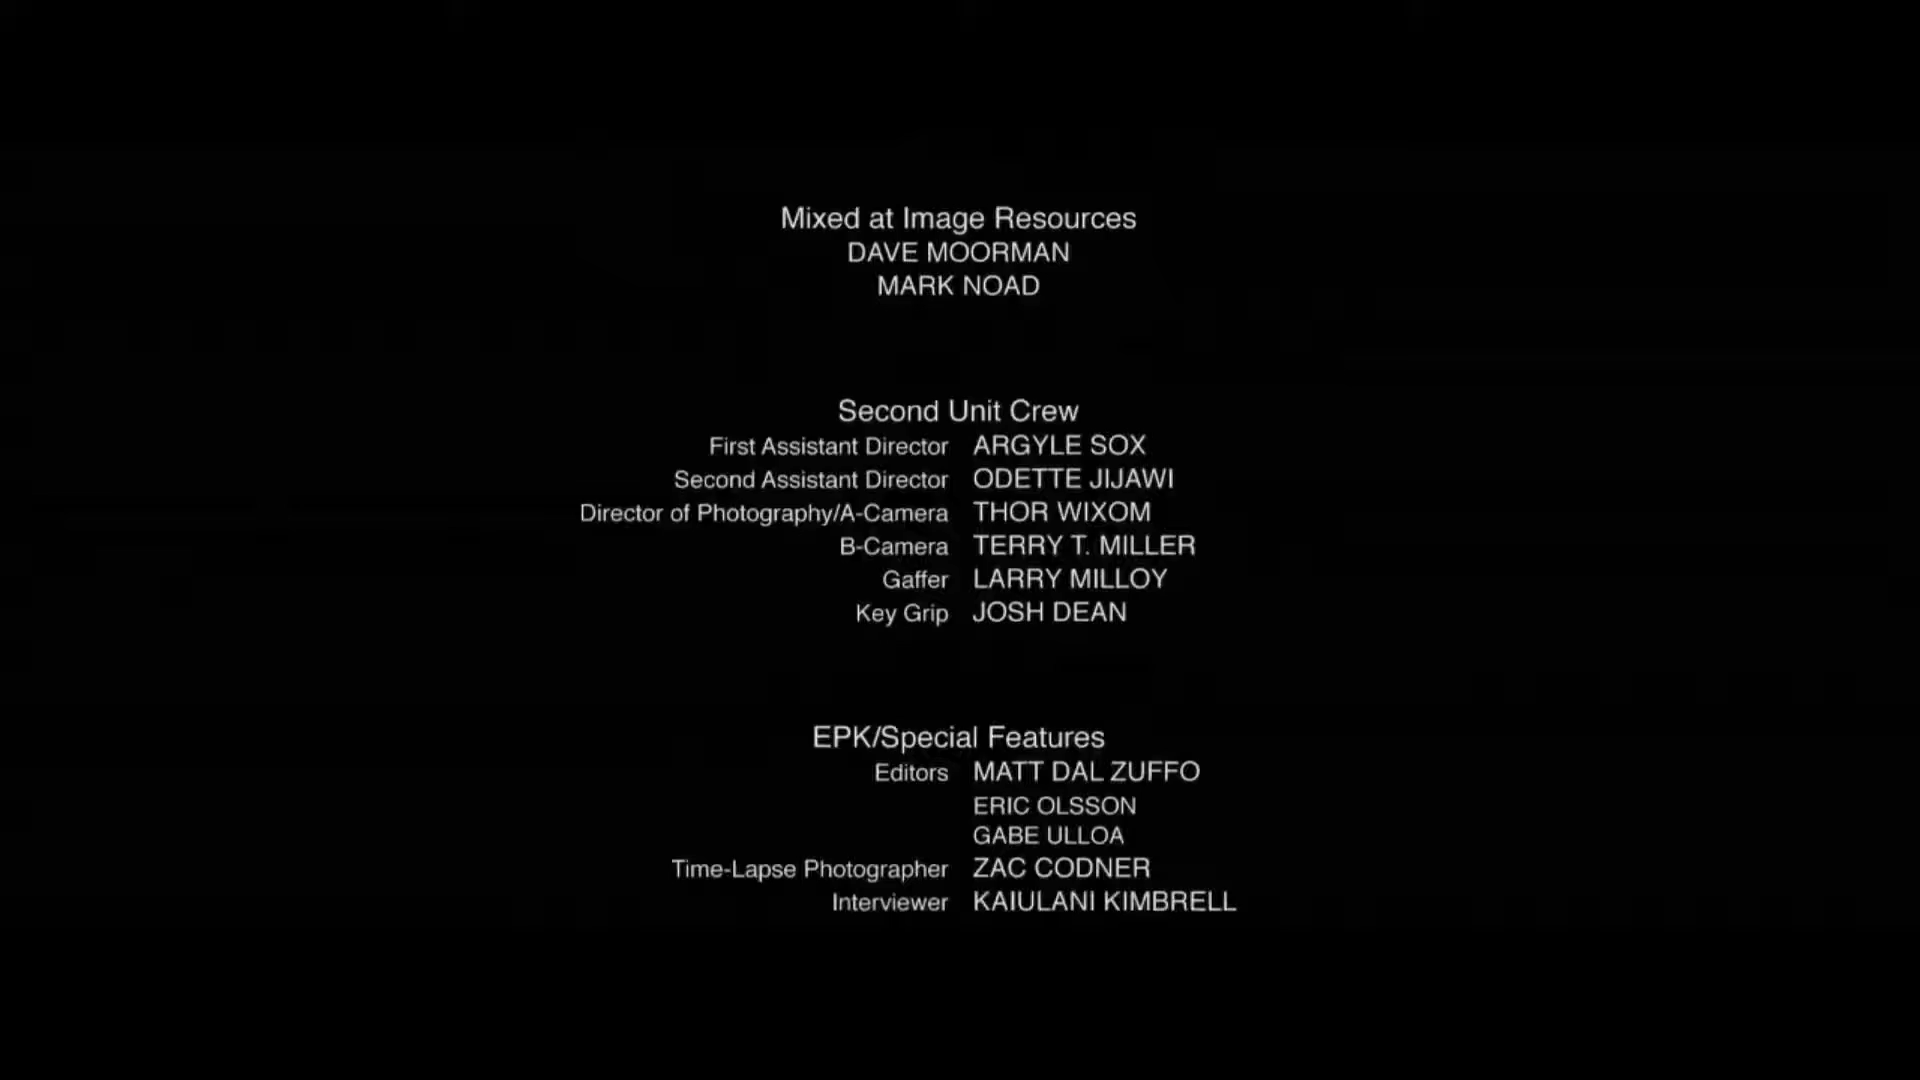 Mixed at Image Resources
DAVE MOORMAN
MARK NOAD
Second Unit Crew
First Assistant Director ARGYLE SOX
Second Assistant Director ODETTE JIJAWI
Director of Photography/A-Camera THOR WIXOM
B-Camera TERRY T. MILLER
Gaffer LARRY MILLOY
Key Grip JOSH DEAN
EPK/Special Features
Editors MATT DAL ZUFFO
ERIC OLSSON
GABE ULLOA
Time-Lapse Photographer ZAC CODNER
Interviewer KAIULANI KIMBRELL